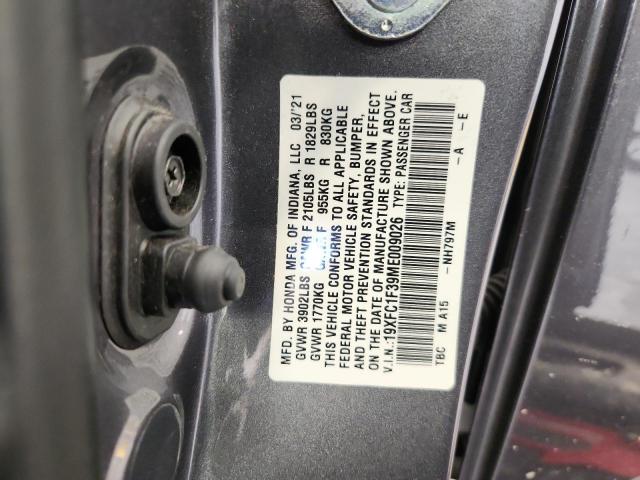 MFD. BY HONDA MFG. OF INDIANA, LLC 03/'21
GVWR 3902LBS GAWR F 2105LBS R 1829LBS
GVWR 1770KG F 955KG R 830KG
THIS VEHICLE CONFORMS TO ALL APPLICABLE
FEDERAL MOTOR VEHICLE SAFETY, BUMPER,
AND THEFT PREVENTION STANDARDS IN EFFECT
ON THE DATE OF MANUFACTURE SHOWN ABOVE.
V.I.N.:19XFC1F39ME009026 TYPE: PASSENGER CAR
TBC M A15 -NH797M -A -E